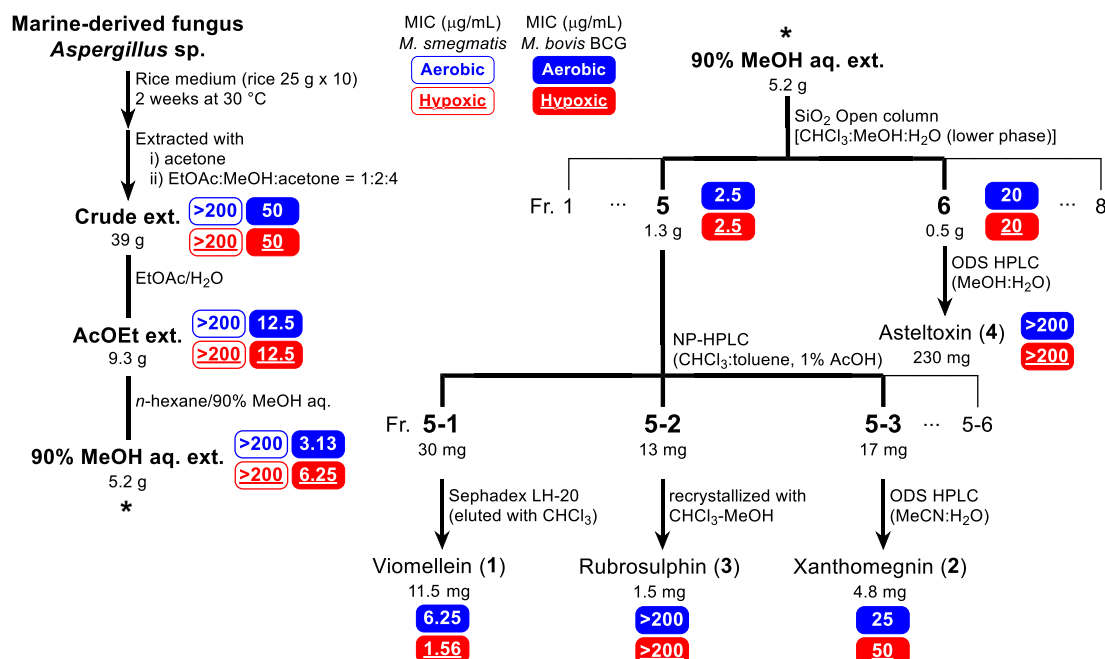 Marine-derived fungus
Aspergillus sp.
Rice medium (rice 25 g x 10)
2 weeks at 30 °C
Extracted with
i) acetone
ii) EtOAc:MeOH:acetone = 1:2:4
Crude ext.
39 g
>200 50
>200 50
EtOAc/H2O
AcOEt ext.
9.3 g
>200 12.5
>200 12.5
n-hexane/90% MeOH aq.
90% MeOH aq. ext.
5.2 g
>200 3.13
>200 6.25
*
MIC (μg/mL)
M. smegmatis
Aerobic
Hypoxic
MIC (μg/mL)
M. bovis BCG
Aerobic
Hypoxic
*
90% MeOH aq. ext.
5.2 g
SiO2 Open column
[CHCl3:MeOH:H2O (lower phase)]
Fr. 1 ... 5 6 ... 8
1.3 g
2.5
2.5
0.5 g
20
20
ODS HPLC
(MeOH:H2O)
Asteltoxin (4)
230 mg
>200
>200
NP-HPLC
(CHCl3:toluene, 1% AcOH)
Fr. 5-1 5-2 5-3 ... 5-6
30 mg 13 mg 17 mg
Sephadex LH-20
(eluted with CHCl3)
recrystallized with
CHCl3-MeOH
ODS HPLC
(MeCN:H2O)
Viomellein (1)
11.5 mg
6.25
1.56
Rubrosulphin (3)
1.5 mg
>200
>200
Xanthomegnin (2)
4.8 mg
25
50